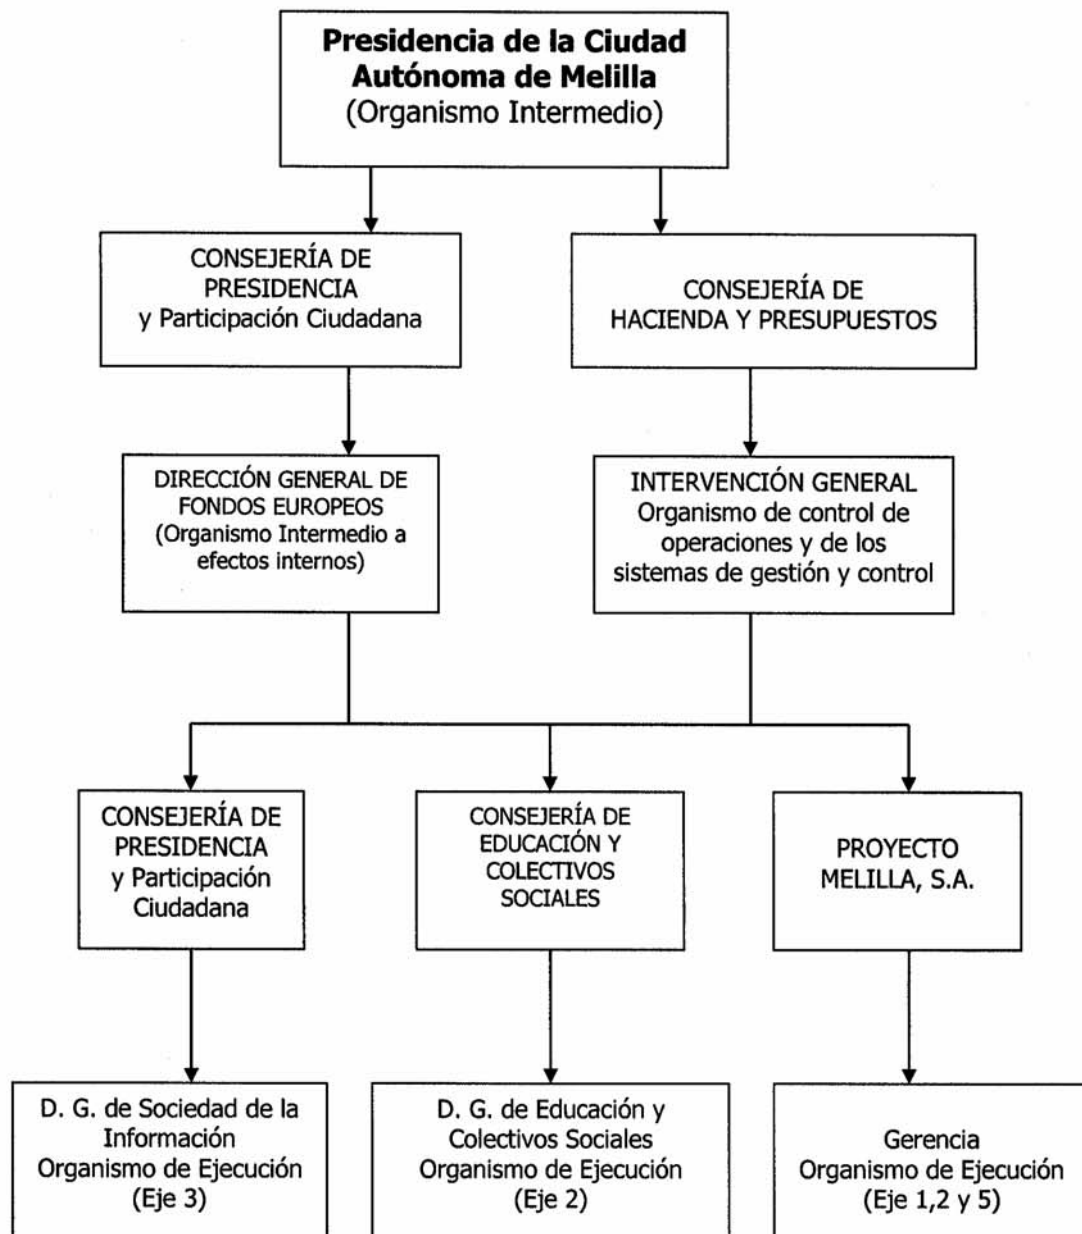 Presidencia de la Ciudad
Autónoma de Melilla
(Organismo Intermedio)
CONSEJERÍA DE
PRESIDENCIA
y Participación Ciudadana
CONSEJERÍA DE
HACIENDA Y PRESUPUESTOS
DIRECCIÓN GENERAL DE
FONDOS EUROPEOS
(Organismo Intermedio a
efectos internos)
INTERVENCIÓN GENERAL
Organismo de control de
operaciones y de los
sistemas de gestión y control
CONSEJERÍA DE
PRESIDENCIA
y Participación
Ciudadana
CONSEJERÍA DE
EDUCACIÓN Y
COLECTIVOS
SOCIALES
PROYECTO
MELILLA, S.A.
D. G. de Sociedad de la
Información
Organismo de Ejecución
(Eje 3)
D. G. de Educación y
Colectivos Sociales
Organismo de Ejecución
(Eje 2)
Gerencia
Organismo de Ejecución
(Eje 1,2 y 5)